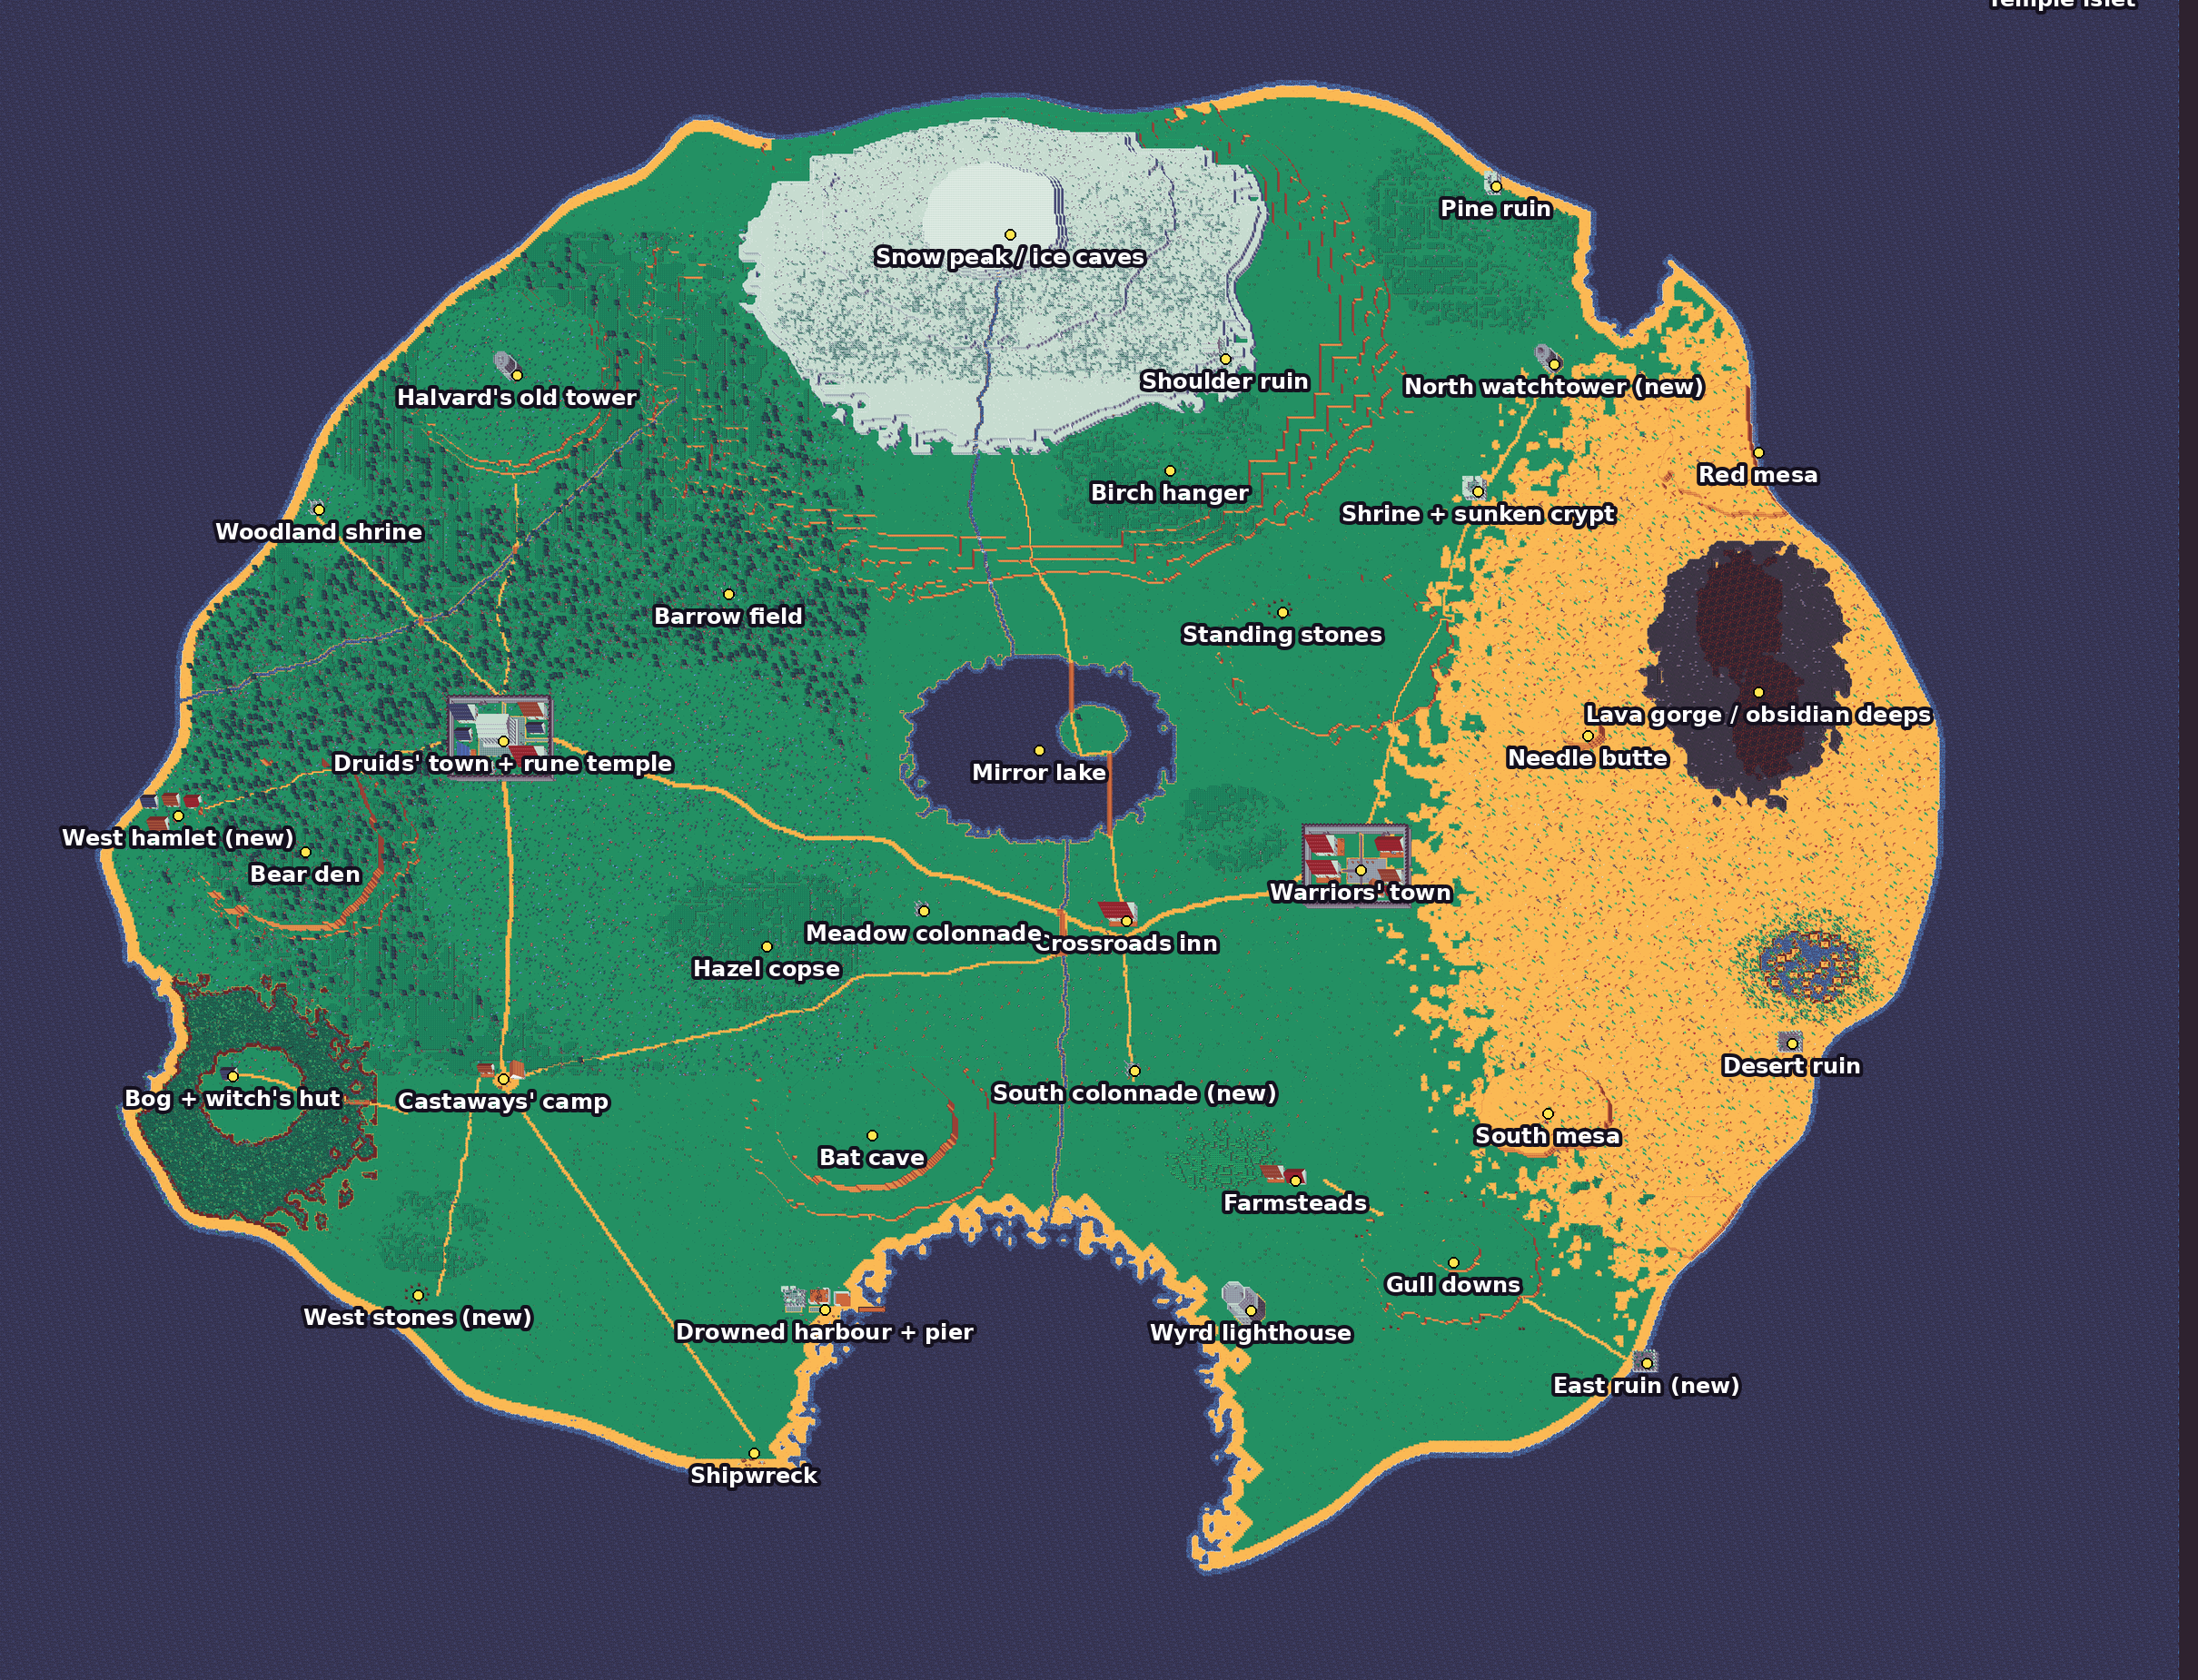 Temple islet
Pine ruin
Snow peak / ice caves
Shoulder ruin
North watchtower (new)
Halvard's old tower
Red mesa
Birch hanger
Shrine + sunken crypt
Woodland shrine
Barrow field
Standing stones
Lava gorge / obsidian deeps
Needle butte
Druids' town + rune temple
Mirror lake
West hamlet (new)
Bear den
Warriors' town
Meadow colonnade
Crossroads inn
Hazel copse
Desert ruin
South colonnade (new)
Bog + witch's hut
Castaways' camp
South mesa
Bat cave
Farmsteads
Gull downs
West stones (new)
Drowned harbour + pier
Wyrd lighthouse
East ruin (new)
Shipwreck